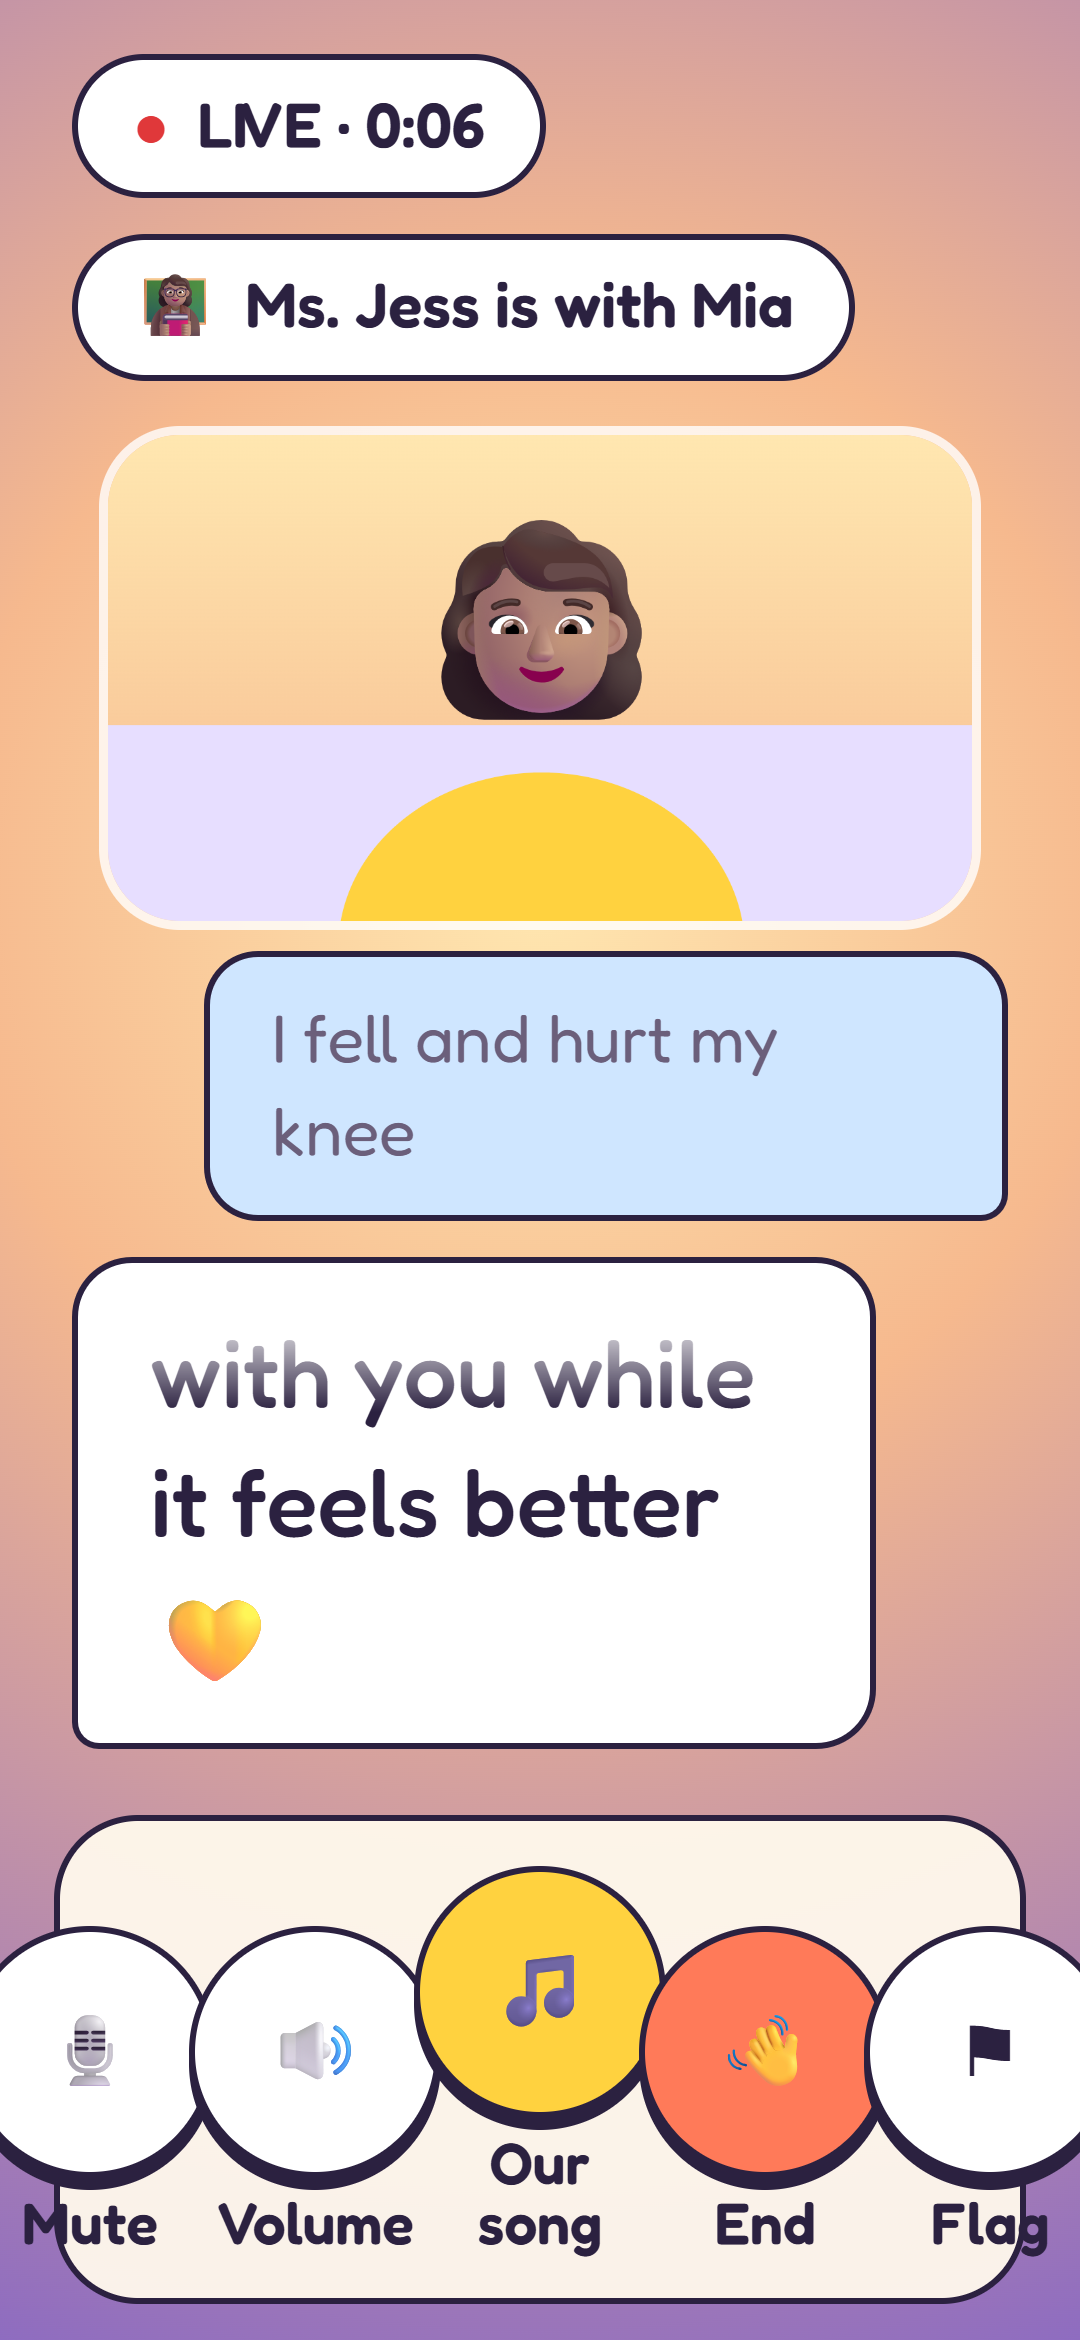 LIVE · 0:06
Ms. Jess is with Mia
I fell and hurt my
knee
with you while
it feels better
💛
Mute
Volume
Our
song
End
Flag